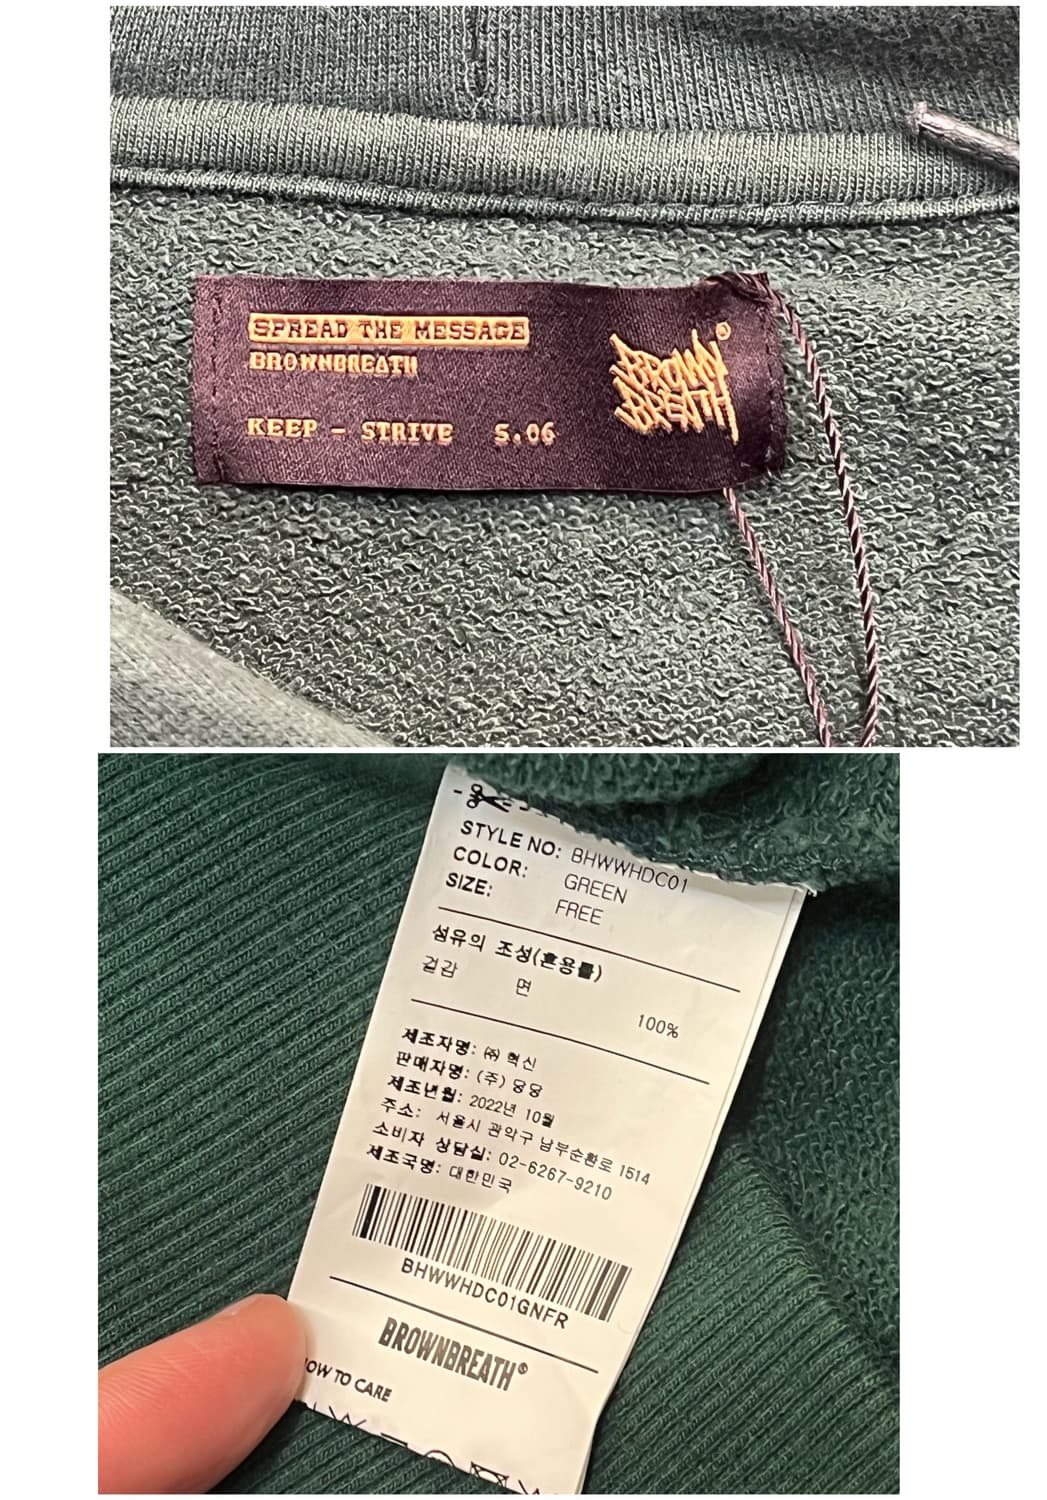 SPREAD THE MESSAGE
BROWNBREATH
KEEP - STRIVE 5.06
BROWN
BREATH
®
STYLE NO: BHWWHDC01
COLOR: GREEN
SIZE: FREE
섬유의 조성(혼용률)
겉감 면 100%
제조자명: ㈜ 혁신
판매자명: (주) 당당
제조년월: 2022년 10월
주소: 서울시 관악구 남부순환로 1514
소비자 상담실: 02-6267-9210
제조국명: 대한민국
BHWWHDC01GNFR
BROWNBREATH®
OW TO CARE